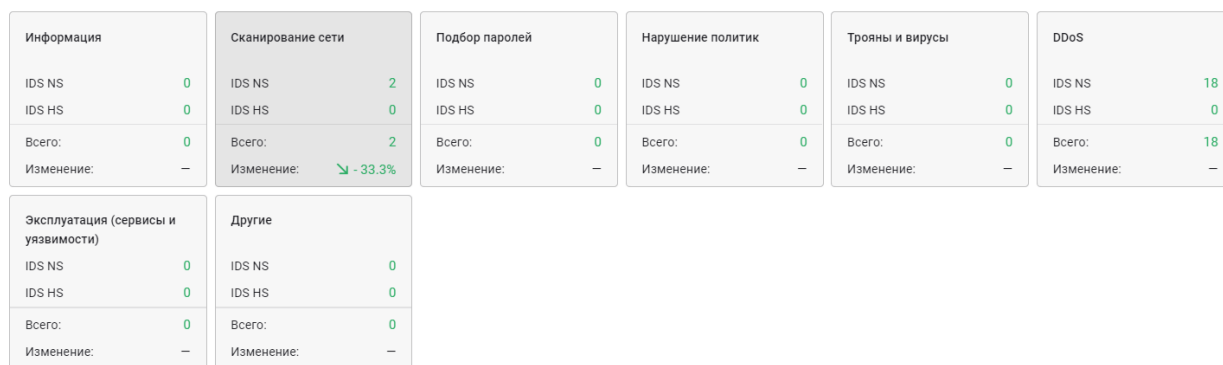 Информация
IDS NS 0
IDS HS 0
Всего: 0
Изменение: –
Сканирование сети
IDS NS 2
IDS HS 0
Всего: 2
Изменение: ↘ - 33.3%
Подбор паролей
IDS NS 0
IDS HS 0
Всего: 0
Изменение: –
Нарушение политик
IDS NS 0
IDS HS 0
Всего: 0
Изменение: –
Трояны и вирусы
IDS NS 0
IDS HS 0
Всего: 0
Изменение: –
DDoS
IDS NS 18
IDS HS 0
Всего: 18
Изменение: –
Эксплуатация (сервисы и
уязвимости)
IDS NS 0
IDS HS 0
Всего: 0
Изменение: –
Другие
IDS NS 0
IDS HS 0
Всего: 0
Изменение: –